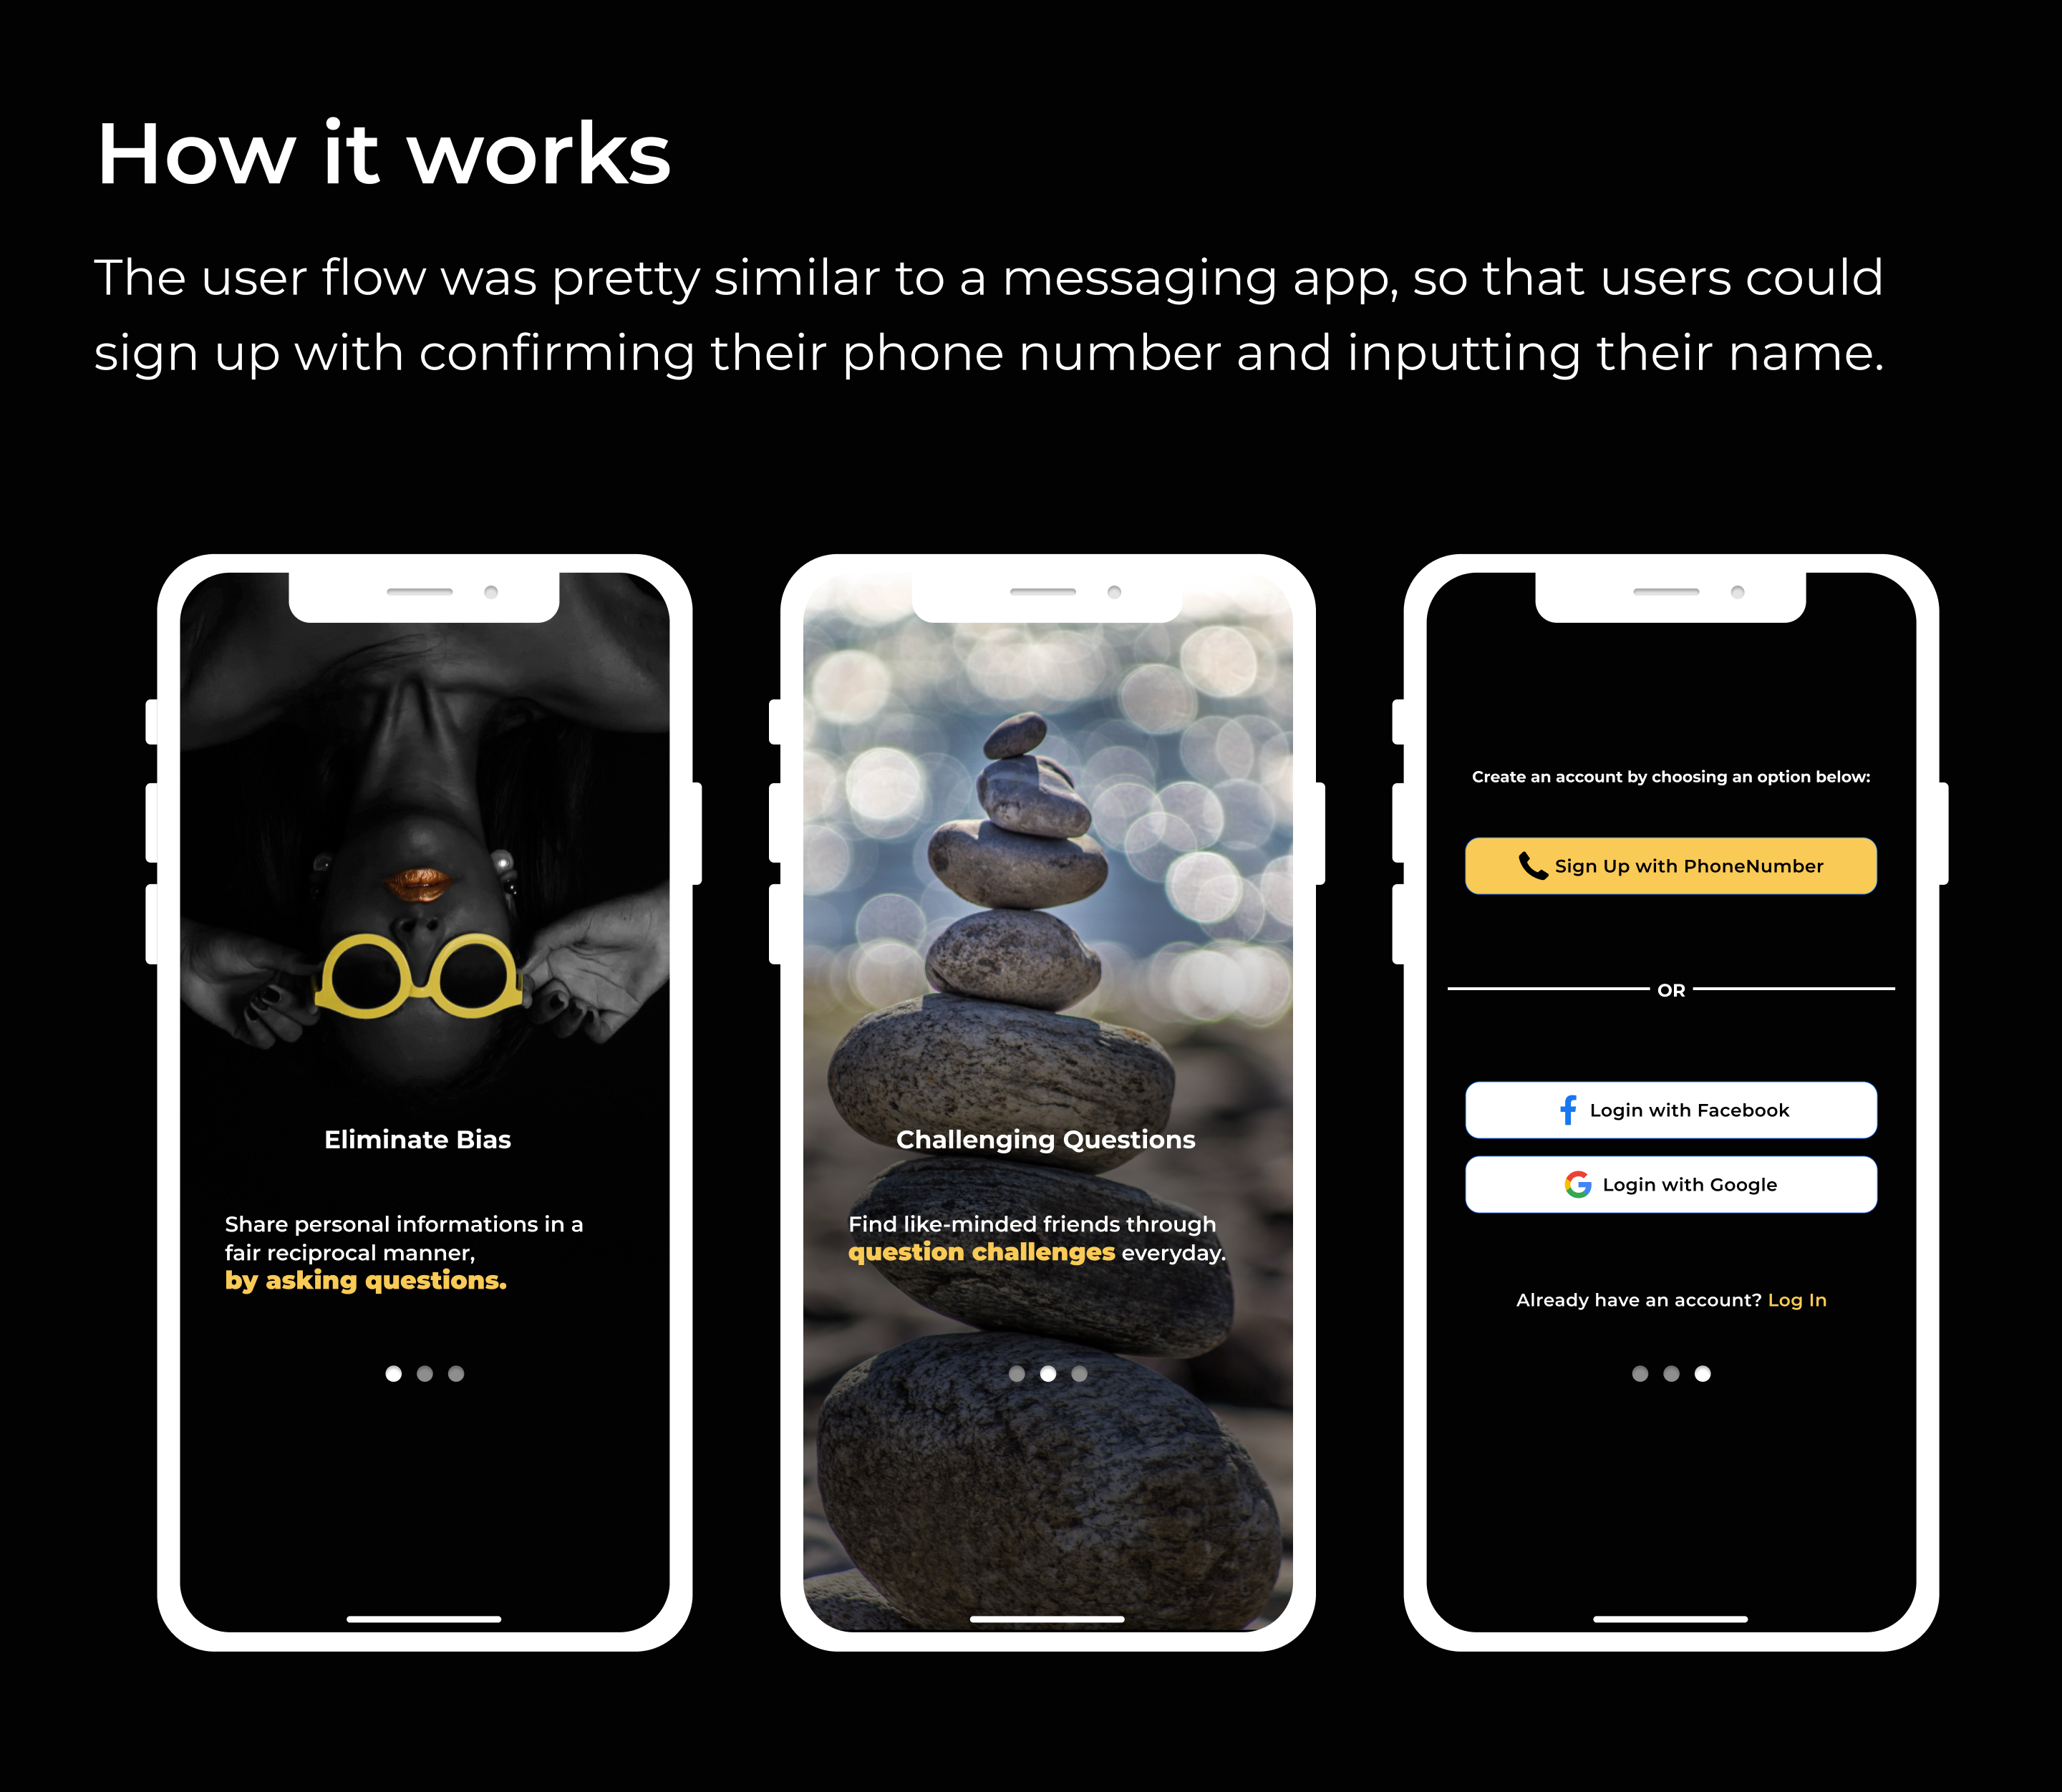 How it works
The user flow was pretty similar to a messaging app, so that users could
sign up with confirming their phone number and inputting their name.
Eliminate Bias
Share personal informations in a
fair reciprocal manner,
by asking questions.
Challenging Questions
Find like-minded friends through
question challenges everyday.
Create an account by choosing an option below:
Sign Up with PhoneNumber
OR
Login with Facebook
Login with Google
Already have an account? Log In